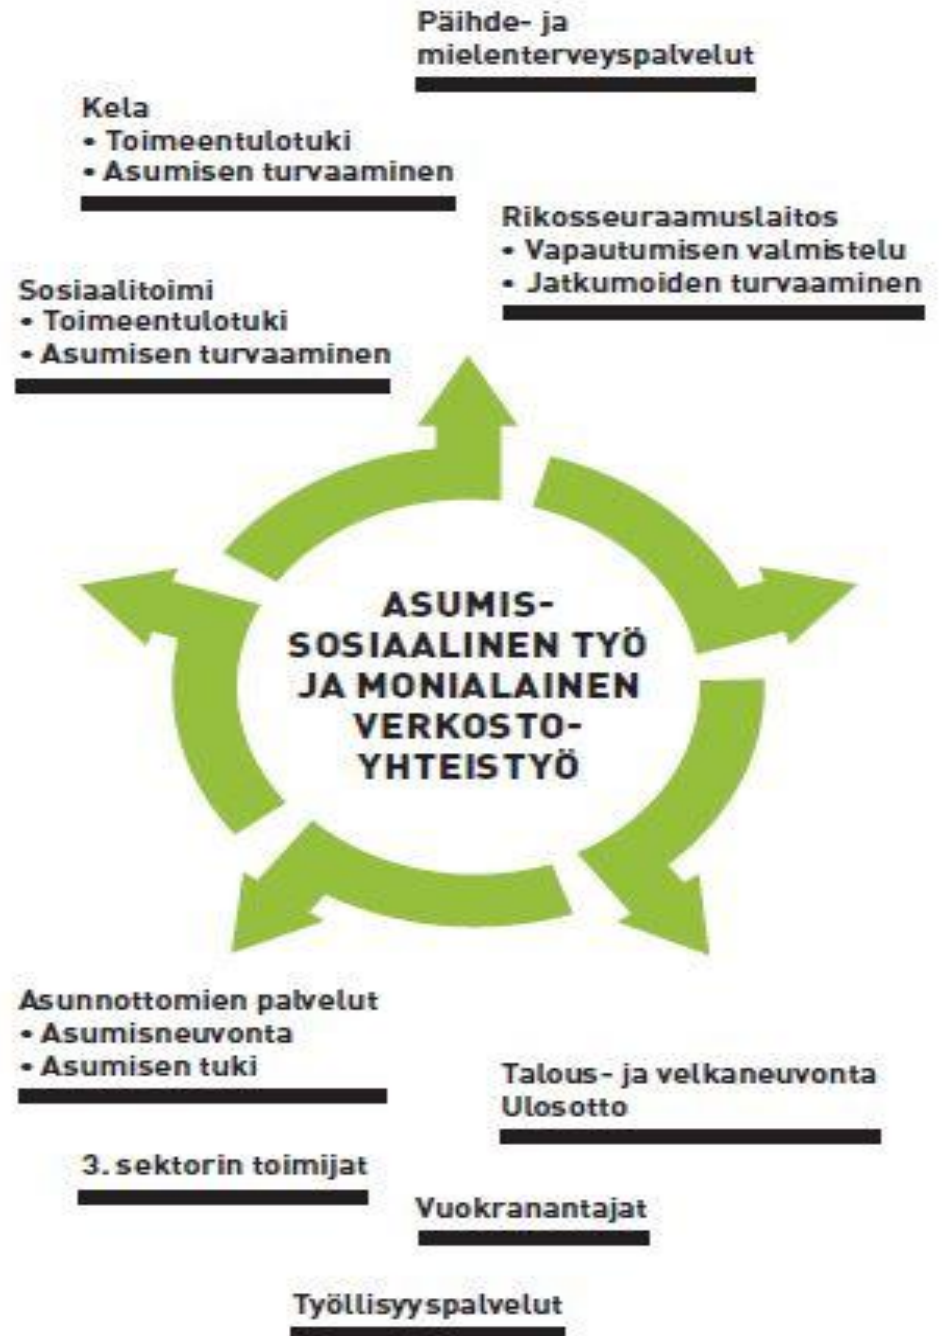 Päihde- ja
mielenterveyspalvelut
Kela
• Toimeentulotuki
• Asumisen turvaaminen
Rikosseuraamuslaitos
• Vapautumisen valmistelu
• Jatkumoiden turvaaminen
Sosiaalitoimi
• Toimeentulotuki
• Asumisen turvaaminen
ASUMIS-
SOSIAALINEN TYÖ
JA MONIALAINEN
VERKOSTO-
YHTEISTYÖ
Asunnottomien palvelut
• Asumisneuvonta
• Asumisen tuki
Talous- ja velkaneuvonta
Ulosotto
3. sektorin toimijat
Vuokranantajat
Työllisyyspalvelut